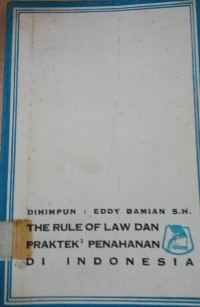 DIHIMPUN : EDDY DAMIAN S.H.
THE RULE OF LAW DAN
PRAKTEK² PENAHANAN
DI INDONESIA